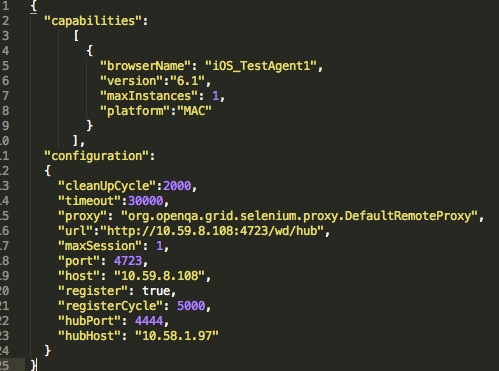 1 {
2 "capabilities":
3 [
4 {
5 "browserName": "iOS_TestAgent1",
6 "version":"6.1",
7 "maxInstances": 1,
8 "platform":"MAC"
9 }
10 ],
11 "configuration":
12 {
13 "cleanUpCycle":2000,
14 "timeout":30000,
15 "proxy": "org.openqa.grid.selenium.proxy.DefaultRemoteProxy",
16 "url":"http://10.59.8.108:4723/wd/hub",
17 "maxSession": 1,
18 "port": 4723,
19 "host": "10.59.8.108",
20 "register": true,
21 "registerCycle": 5000,
22 "hubPort": 4444,
23 "hubHost": "10.58.1.97"
24 }
25 }